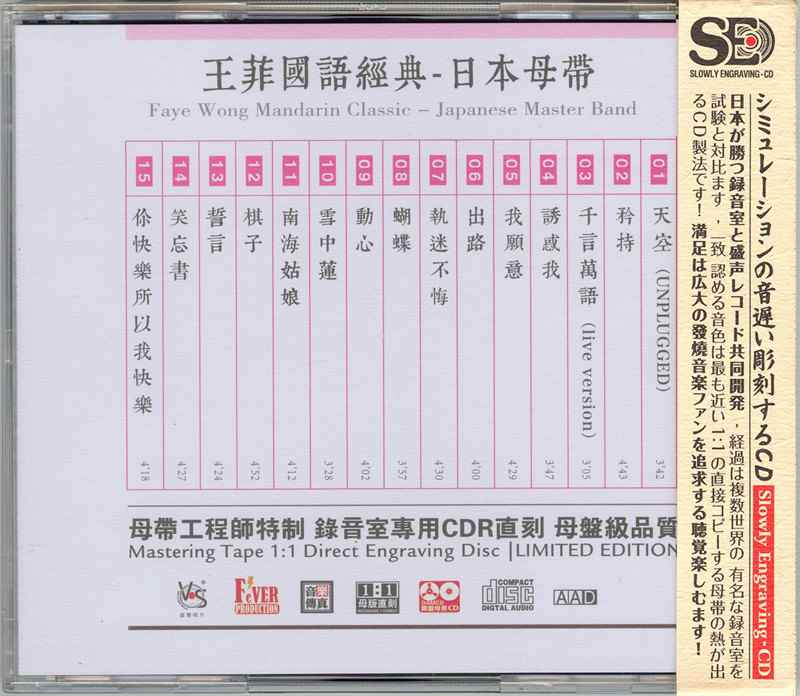 王菲國語經典-日本母帶
Faye Wong Mandarin Classic – Japanese Master Band
01 天空 (UNPLUGGED) 3'42
02 矜持 4'43
03 千言萬語 (live version) 3'05
04 誘惑我 3'47
05 我願意 4'29
06 出路 4'00
07 執迷不悔 4'30
08 蝴蝶 3'57
09 動心 4'02
10 雪中蓮 3'28
11 南海姑娘 4'12
12 棋子 4'52
13 誓言 4'24
14 笑忘書 4'27
15 你快樂所以我快樂 4'18
母帶工程師特制 錄音室專用CDR直刻 母盤級品質
Mastering Tape 1:1 Direct Engraving Disc |LIMITED EDITION
FEVER
PRODUCTION
音樂
傳真
1:1
母版直刻
COMPACT
disc
DIGITAL AUDIO
AAD
SE
SLOWLY ENGRAVING-CD
シミュレーションの音遅い彫刻するCD Slowly Engraving-CD
日本が勝つ録音室と盛声レコード共同開発，経過は複数世界の 有名な録音室を
試験と対比ます ，一致 認める音色は最も近い 1:1 の直接コピーする母帯の熱が出
るCD製法です！満足は広大の發燒音楽ファンを追求する聴覚楽しむます！